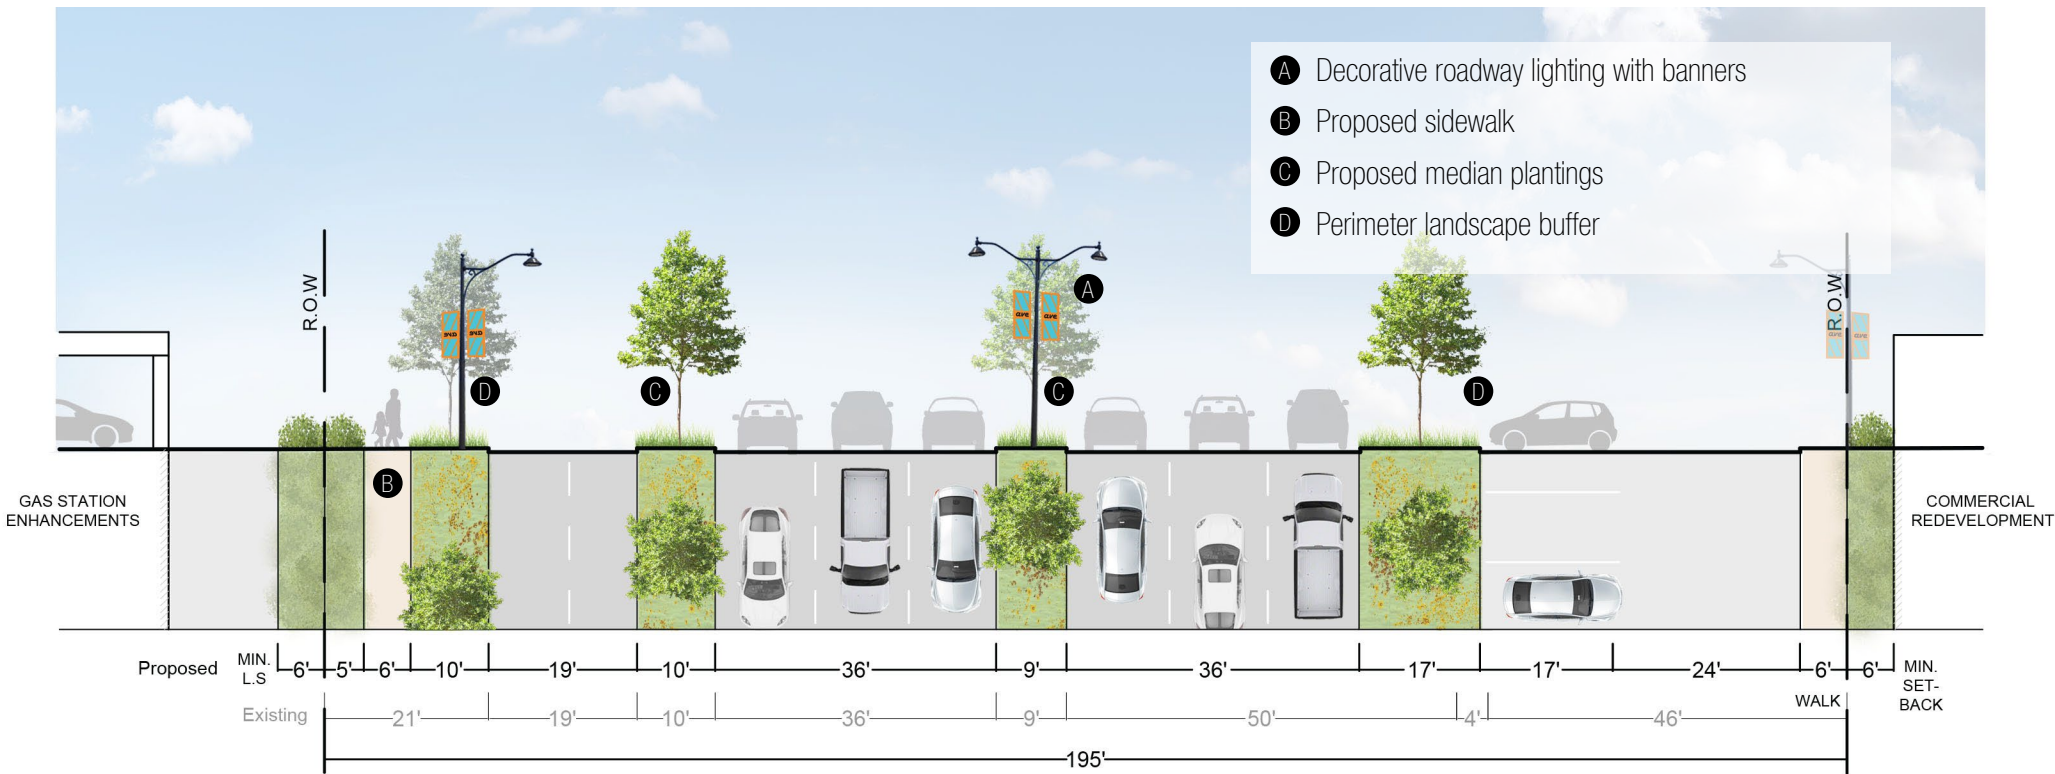 A Decorative roadway lighting with banners
B Proposed sidewalk
C Proposed median plantings
D Perimeter landscape buffer
R.O.W
R.O.W
A
D
C
C
D
ave
ave
B
GAS STATION
ENHANCEMENTS
COMMERCIAL
REDEVELOPMENT
Proposed
MIN.
L.S
6' 5' 6' 10' 19' 10' 36' 9' 36' 17' 17' 24' 6' 6'
MIN.
SET-
BACK
WALK
Existing
21' 19' 10' 36' 9' 50' 4' 46'
195'